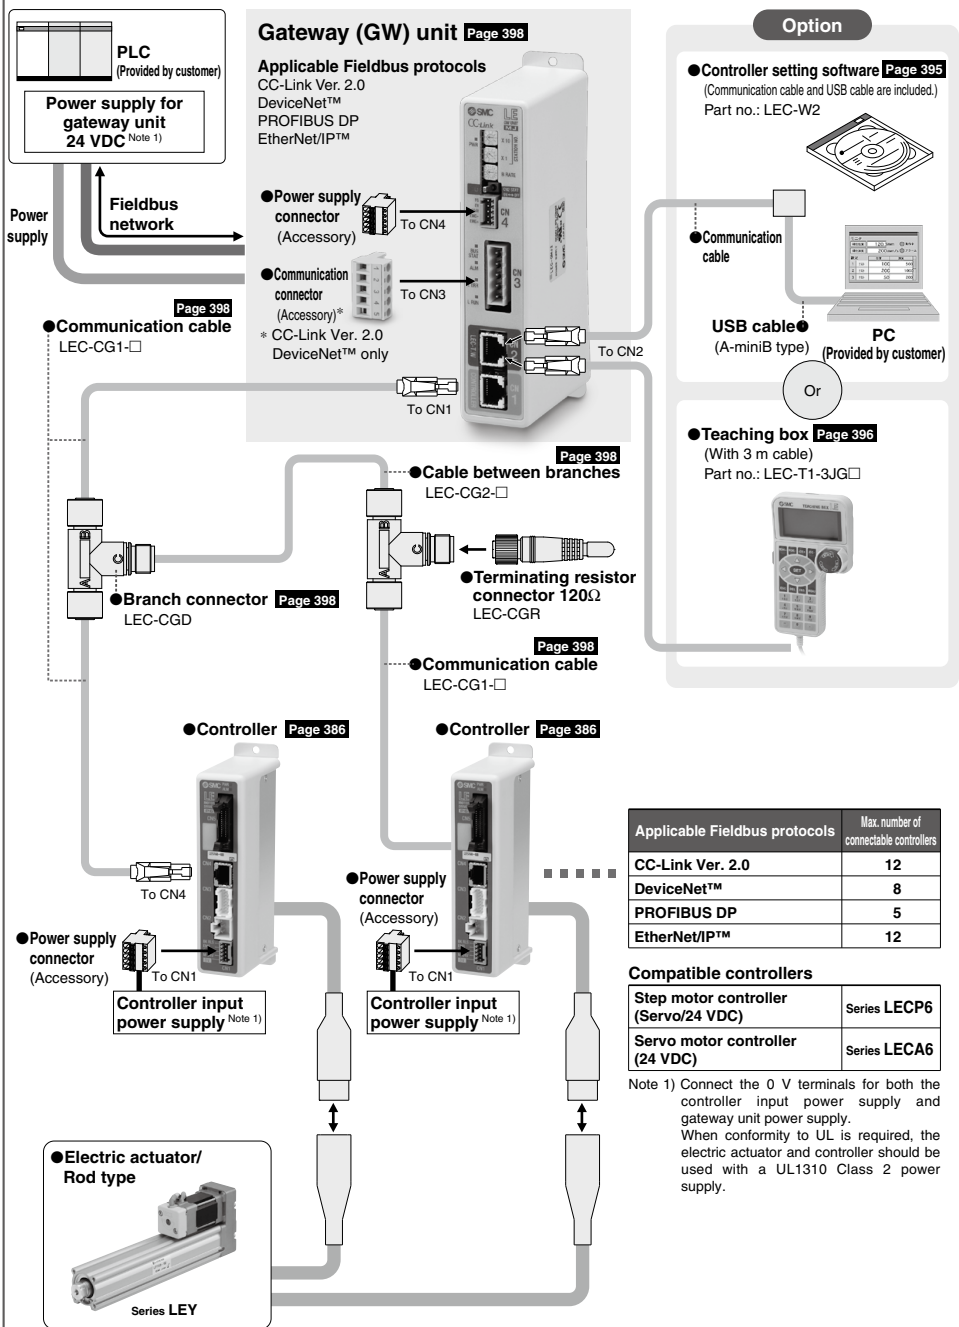 PLC
(Provided by customer)
Power supply for
gateway unit
24 VDC Note 1)
Power
supply
Fieldbus
network
Gateway (GW) unit Page 398
Applicable Fieldbus protocols
CC-Link Ver. 2.0
DeviceNet™
PROFIBUS DP
EtherNet/IP™
●Power supply
connector
(Accessory)
To CN4
●Communication
connector
(Accessory)*
To CN3
* CC-Link Ver. 2.0
DeviceNet™ only
To CN2
To CN1
SMC
CC-Link
CN
4
CN
3
Option
●Controller setting software Page 395
(Communication cable and USB cable are included.)
Part no.: LEC-W2
●Communication
cable
USB cable●
(A-miniB type)
PC
(Provided by customer)
Or
●Teaching box Page 396
(With 3 m cable)
Part no.: LEC-T1-3JG□
Page 398
●Communication cable
LEC-CG1-□
Page 398
●Cable between branches
LEC-CG2-□
A
B
C
A
B
C
●Branch connector Page 398
LEC-CGD
●Terminating resistor
connector 120Ω
LEC-CGR
Page 398
●Communication cable
LEC-CG1-□
●Controller Page 386
●Controller Page 386
SMC
SMC
To CN4
●Power supply
connector
(Accessory)
To CN1
Controller input
power supply Note 1)
●Power supply
connector
(Accessory)
To CN1
Controller input
power supply Note 1)
Applicable Fieldbus protocols Max. number of connectable controllers
CC-Link Ver. 2.0 12
DeviceNet™ 8
PROFIBUS DP 5
EtherNet/IP™ 12
Compatible controllers
Step motor controller
(Servo/24 VDC) Series LECP6
Servo motor controller
(24 VDC) Series LECA6
Note 1) Connect the 0 V terminals for both the
controller input power supply and
gateway unit power supply.
When conformity to UL is required, the
electric actuator and controller should be
used with a UL1310 Class 2 power
supply.
●Electric actuator/
Rod type
Series LEY